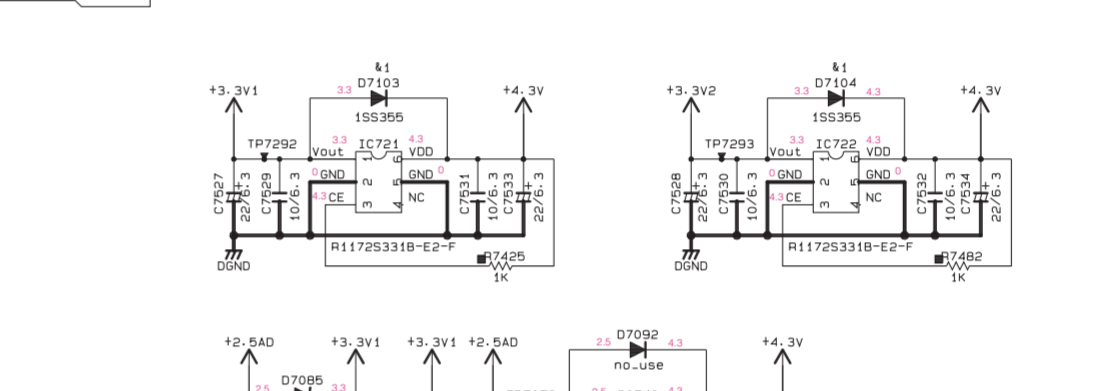 &1
&1
D7103
D7104
+3.3V1
3.3
+4.3V
+3.3V2
3.3
4.3
+4.3V
1SS355
1SS355
TP7292
3.3
IC721
4.3
TP7293
3.3
IC722
4.3
Vout
1
6
VDD
Vout
1
6
VDD
0
GND
2
5
GND
0
0
GND
2
5
GND
0
4.3
CE
3
4
NC
4.3
CE
3
4
NC
C7527
+
22/6.3
C7529
10/6.3
C7531
10/6.3
C7533
+
22/6.3
C7528
+
22/6.3
C7530
10/6.3
C7532
10/6.3
C7534
+
22/6.3
R1172S331B-E2-F
R1172S331B-E2-F
DGND
R7425
DGND
R7482
1K
1K
+2.5AD
+3.3V1
+3.3V1
+2.5AD
2.5
D7092
4.3
+4.3V
no_use
2.5
D7085
3.3